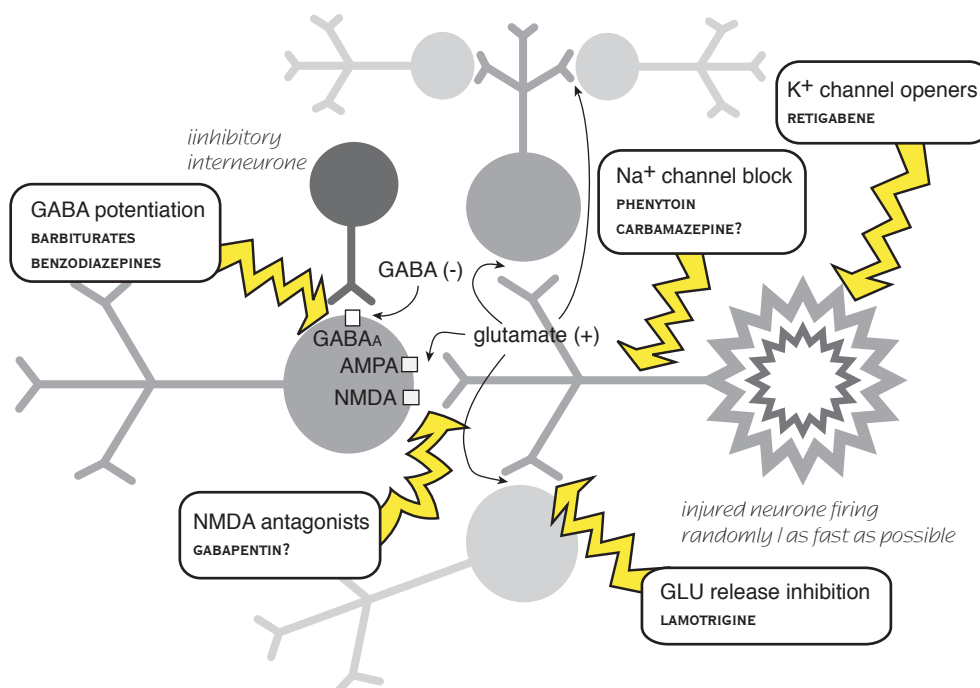 K+ channel openers
RETIGABENE
iinhibitory
interneurone
Na+ channel block
PHENYTOIN
CARBAMAZEPINE?
GABA potentiation
BARBITURATES
BENZODIAZEPINES
GABA (-)
GABAA
glutamate (+)
AMPA
NMDA
NMDA antagonists
GABAPENTIN?
injured neurone firing
randomly / as fast as possible
GLU release inhibition
LAMOTRIGINE